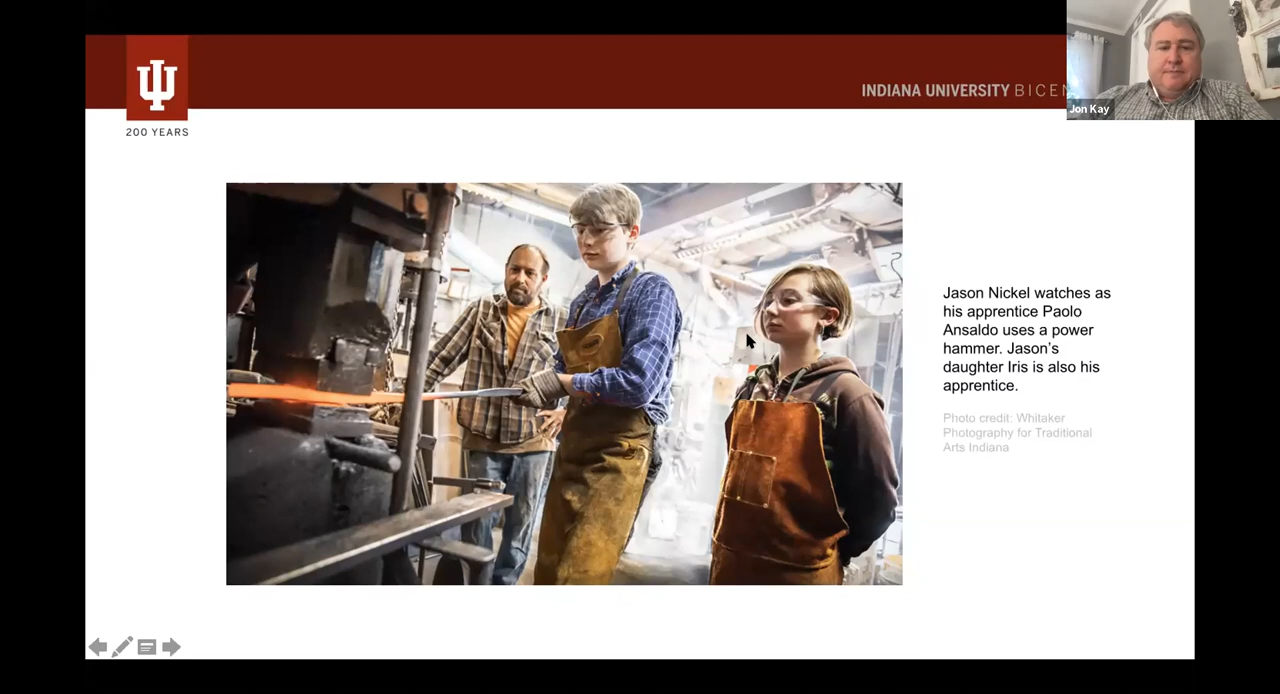 INDIANA UNIVERSITY BICEN
Jon Kay
200 YEARS
Jason Nickel watches as
his apprentice Paolo
Ansaldo uses a power
hammer. Jason's
daughter Iris is also his
apprentice.
Photo credit: Whitaker
Photography for Traditional
Arts Indiana